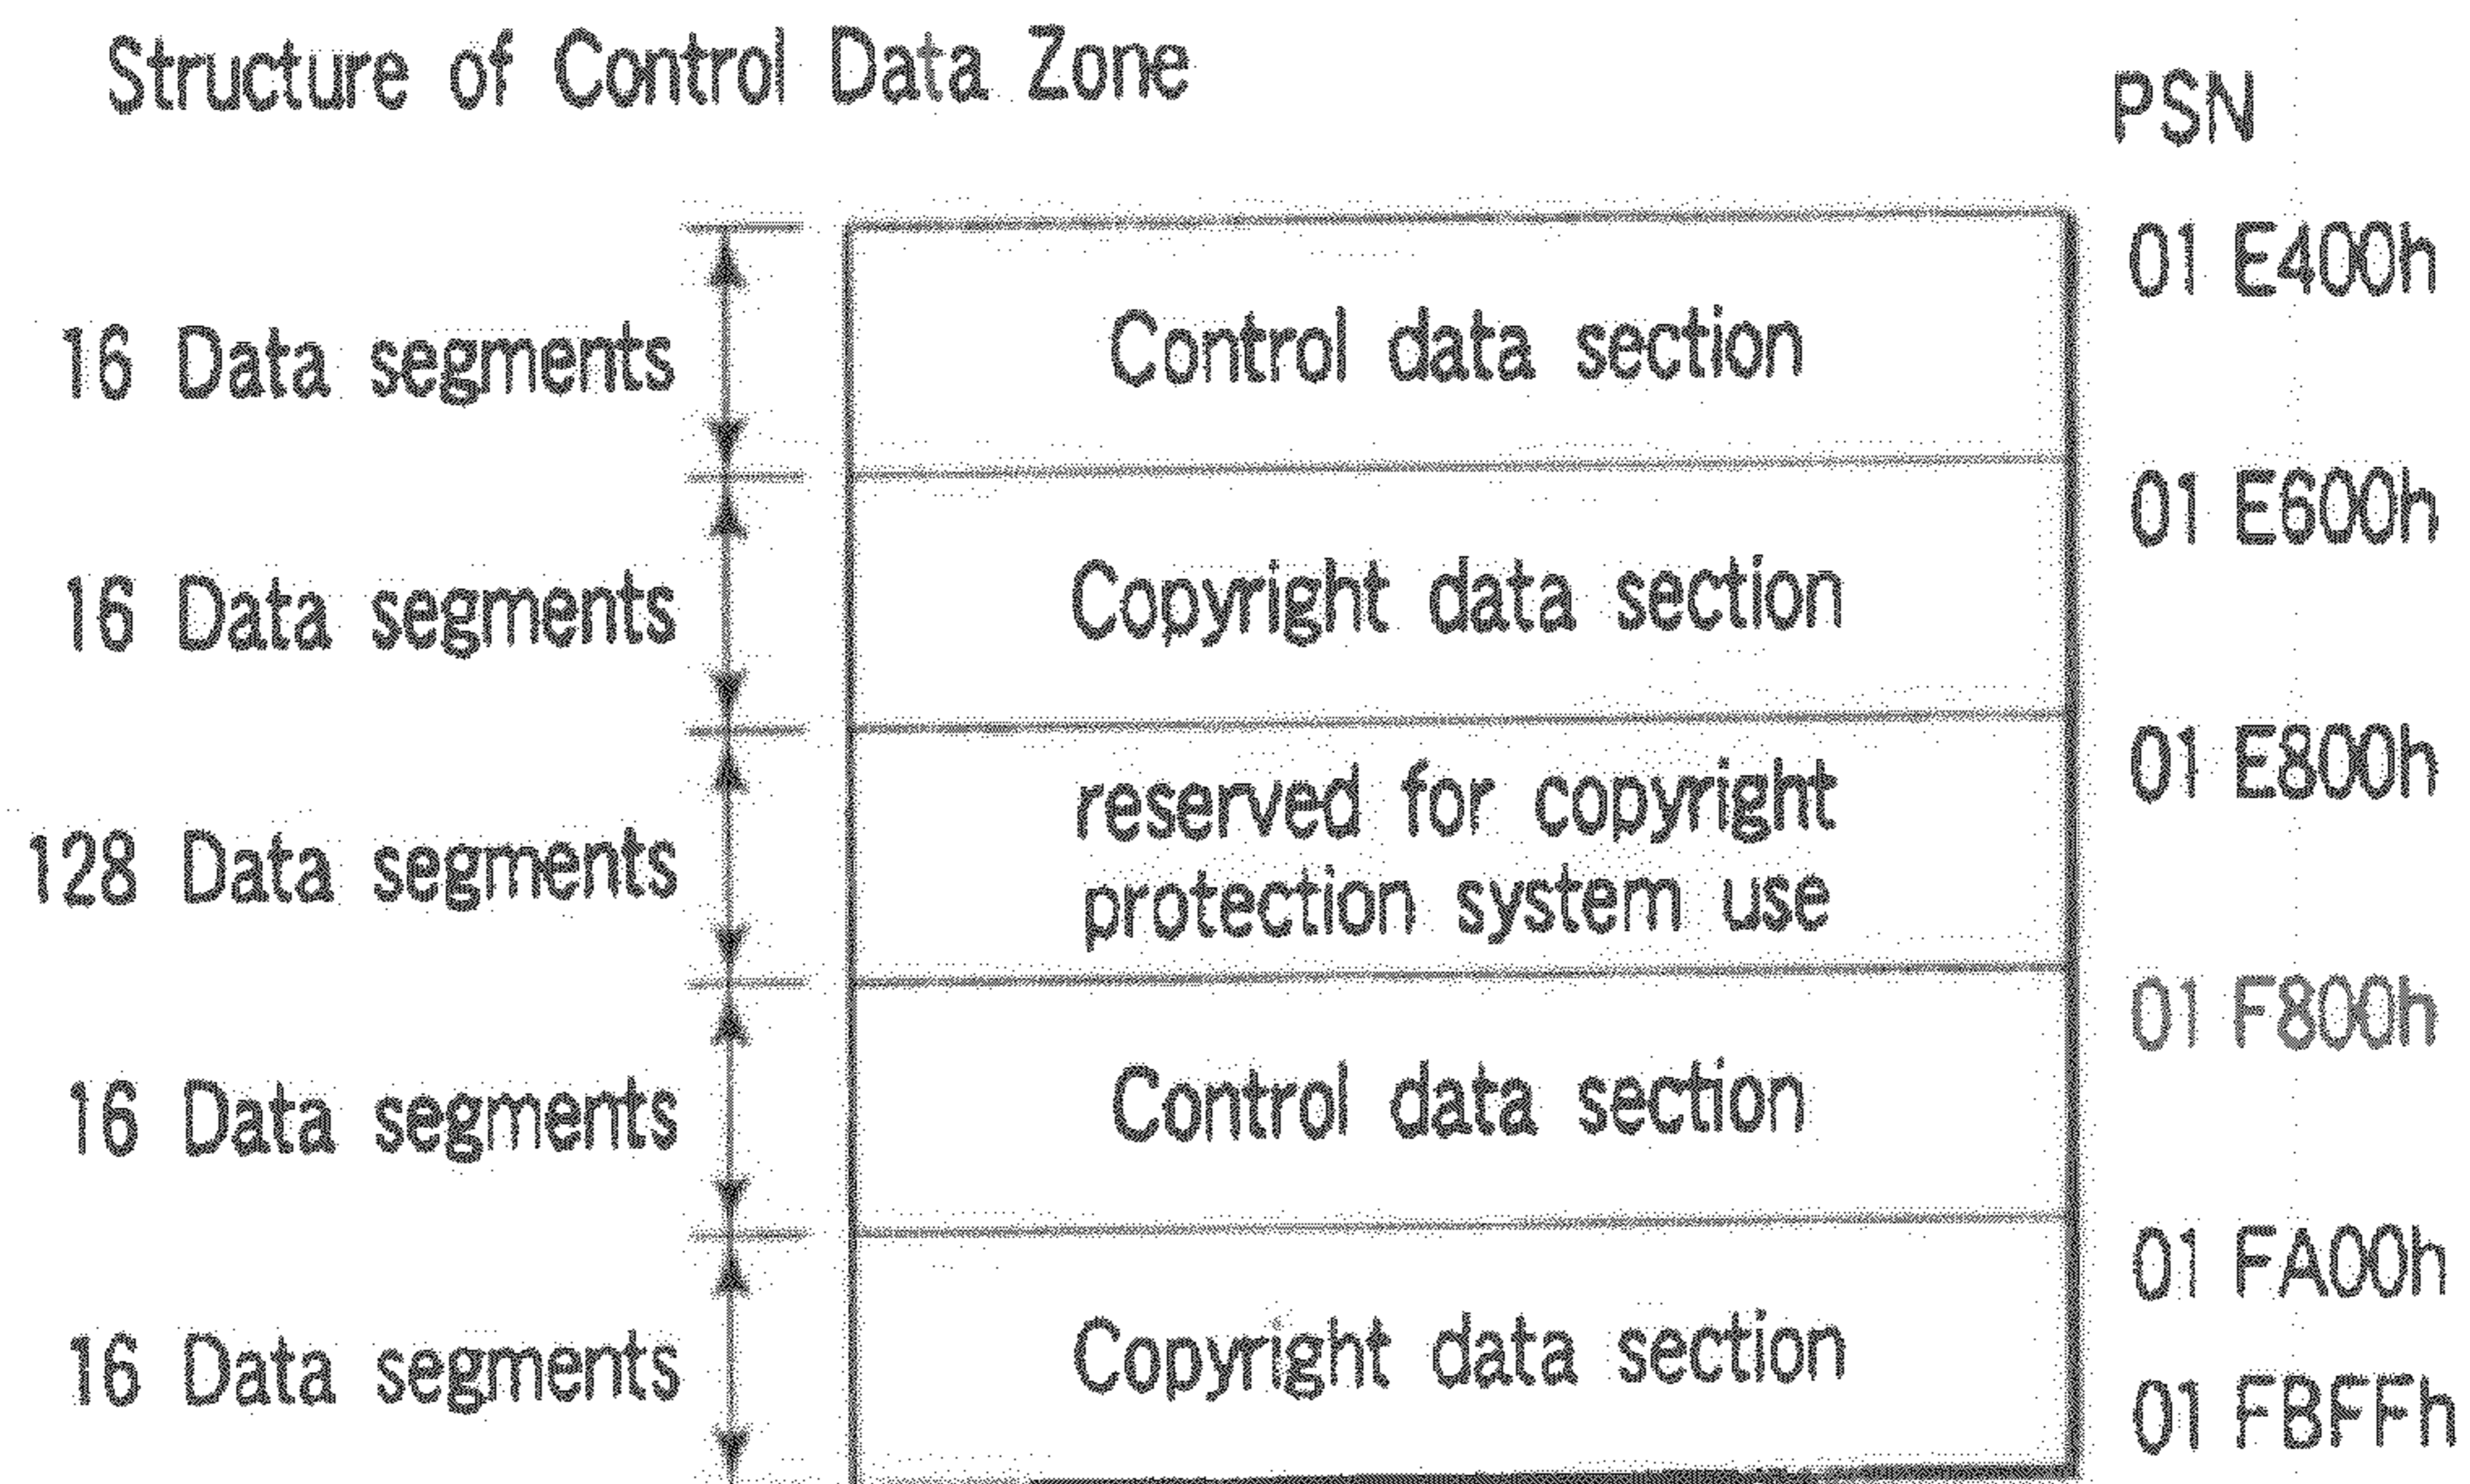 Structure of Control Data Zone
PSN
01 E400h
16 Data segments
Control data section
01 E600h
16 Data segments
Copyright data section
01 E800h
128 Data segments
reserved for copyright
protection system use
01 F800h
16 Data segments
Control data section
01 FA00h
16 Data segments
Copyright data section
01 FBFFh